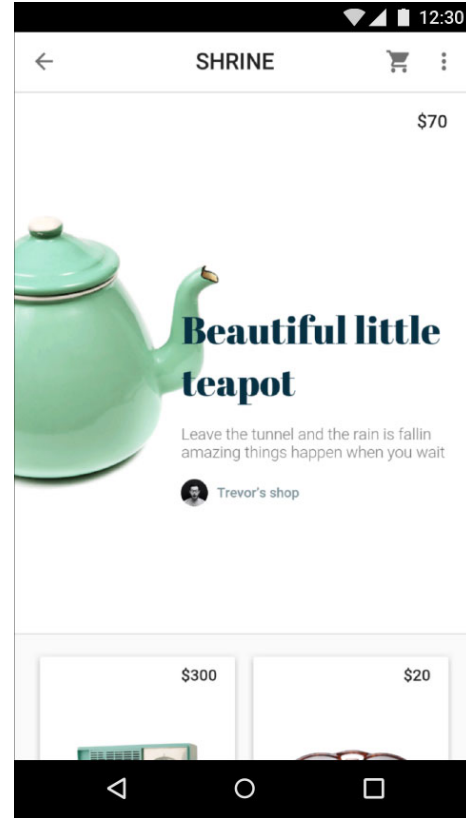 12:30
SHRINE
$70
Beautiful little
teapot
Leave the tunnel and the rain is fallin
amazing things happen when you wait
Trevor's shop
$300
$20